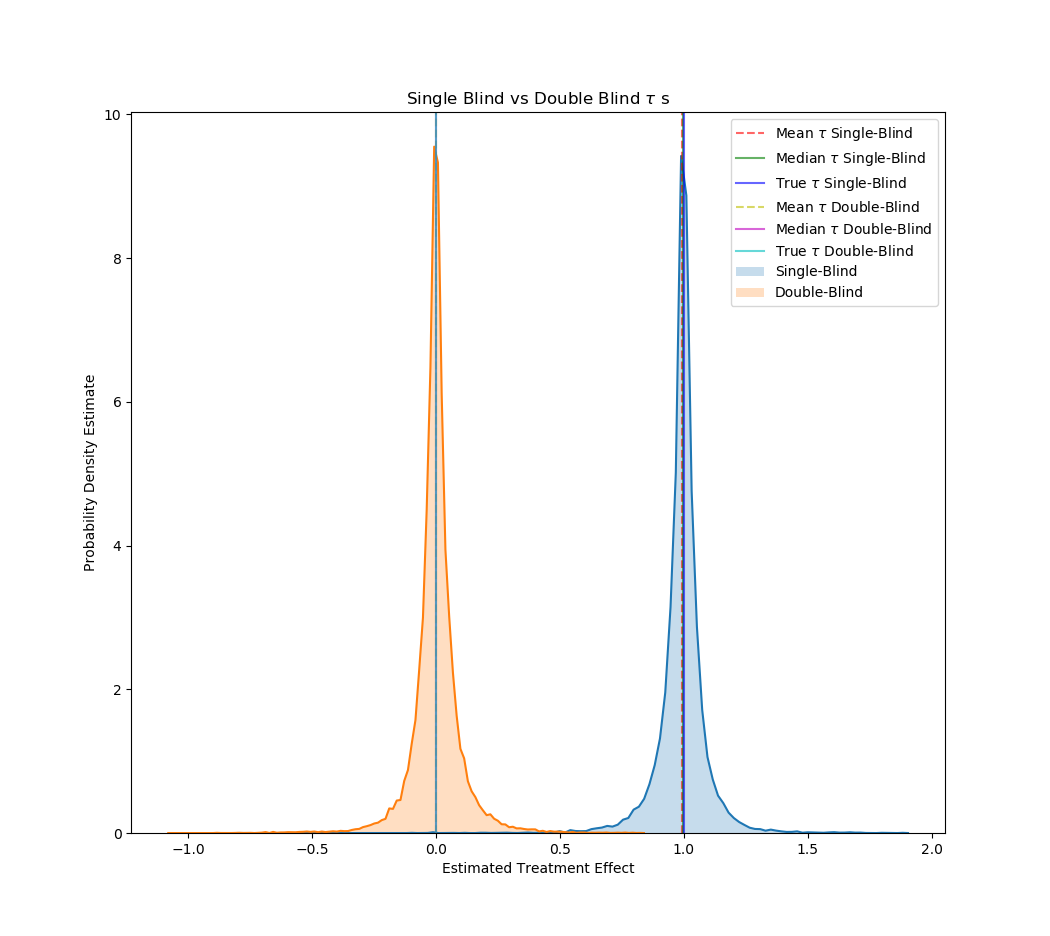 Single Blind vs Double Blind τ s
Mean τ Single-Blind
Median τ Single-Blind
True τ Single-Blind
Mean τ Double-Blind
Median τ Double-Blind
True τ Double-Blind
Single-Blind
Double-Blind
Probability Density Estimate
10
8
6
4
2
0
−1.0
−0.5
0.0
0.5
1.0
1.5
2.0
Estimated Treatment Effect